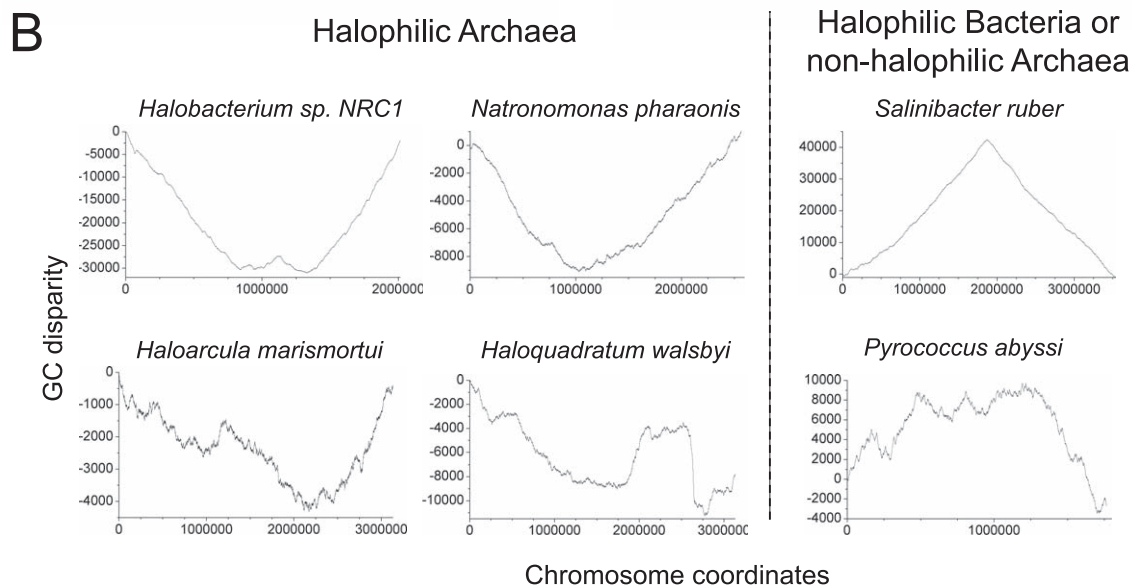 B
Halophilic Archaea
Halophilic Bacteria or
non-halophilic Archaea
Halobacterium sp. NRC1
Natronomonas pharaonis
Salinibacter ruber
0
-5000
-10000
-15000
-20000
-25000
-30000
0 1000000 2000000
0
-2000
-4000
-6000
-8000
0 1000000 2000000
40000
30000
20000
10000
0
0 1000000 2000000 3000000
GC disparity
Haloarcula marismortui
Haloquadratum walsbyi
Pyrococcus abyssi
0
-1000
-2000
-3000
-4000
0 1000000 2000000 3000000
0
-2000
-4000
-6000
-8000
-10000
0 1000000 2000000 3000000
10000
8000
6000
4000
2000
0
-2000
-4000
0 1000000
Chromosome coordinates